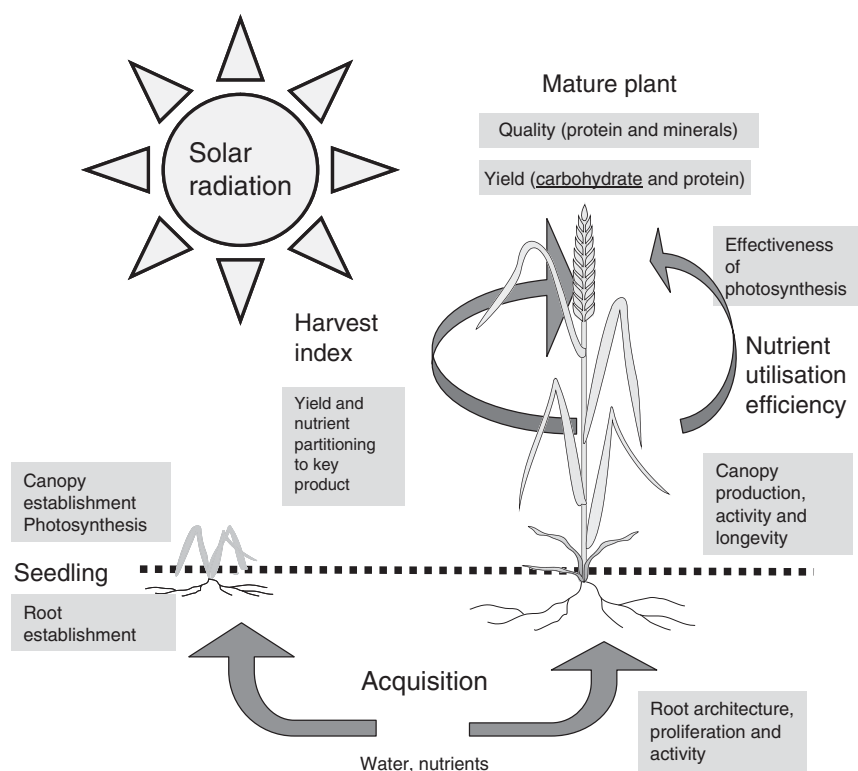 Solar
radiation
Mature plant
Quality (protein and minerals)
Yield (carbohydrate and protein)
Effectiveness
of
photosynthesis
Harvest
index
Nutrient
utilisation
efficiency
Yield and
nutrient
partitioning
to key
product
Canopy
production,
activity and
longevity
Canopy
establishment
Photosynthesis
Seedling
Root
establishment
Acquisition
Water, nutrients
Root architecture,
proliferation and
activity